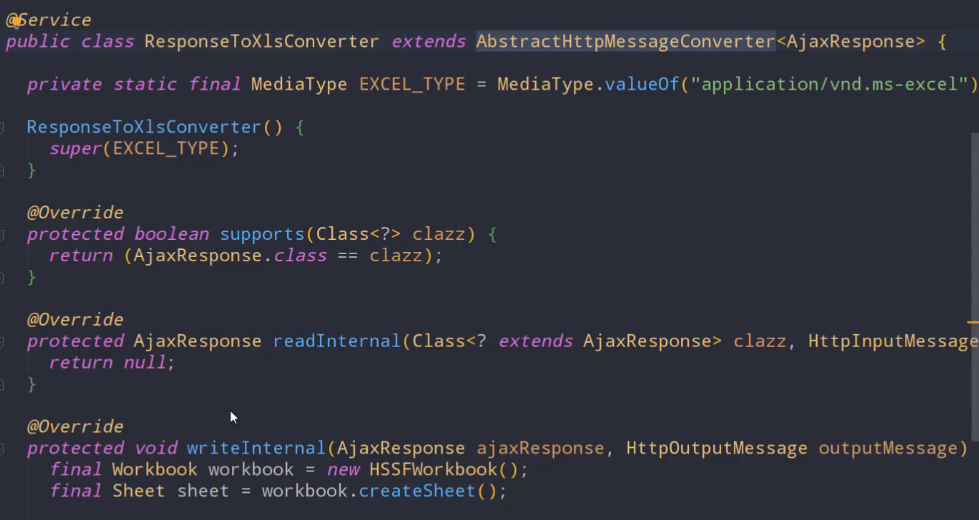 @Service
public class ResponseToXlsConverter extends AbstractHttpMessageConverter<AjaxResponse> {
private static final MediaType EXCEL_TYPE = MediaType.valueOf("application/vnd.ms-excel")
ResponseToXlsConverter() {
super(EXCEL_TYPE);
}
@Override
protected boolean supports(Class<?> clazz) {
return (AjaxResponse.class == clazz);
}
@Override
protected AjaxResponse readInternal(Class<? extends AjaxResponse> clazz, HttpInputMessage
return null;
}
@Override
protected void writeInternal(AjaxResponse ajaxResponse, HttpOutputMessage outputMessage)
final Workbook workbook = new HSSFWorkbook();
final Sheet sheet = workbook.createSheet();